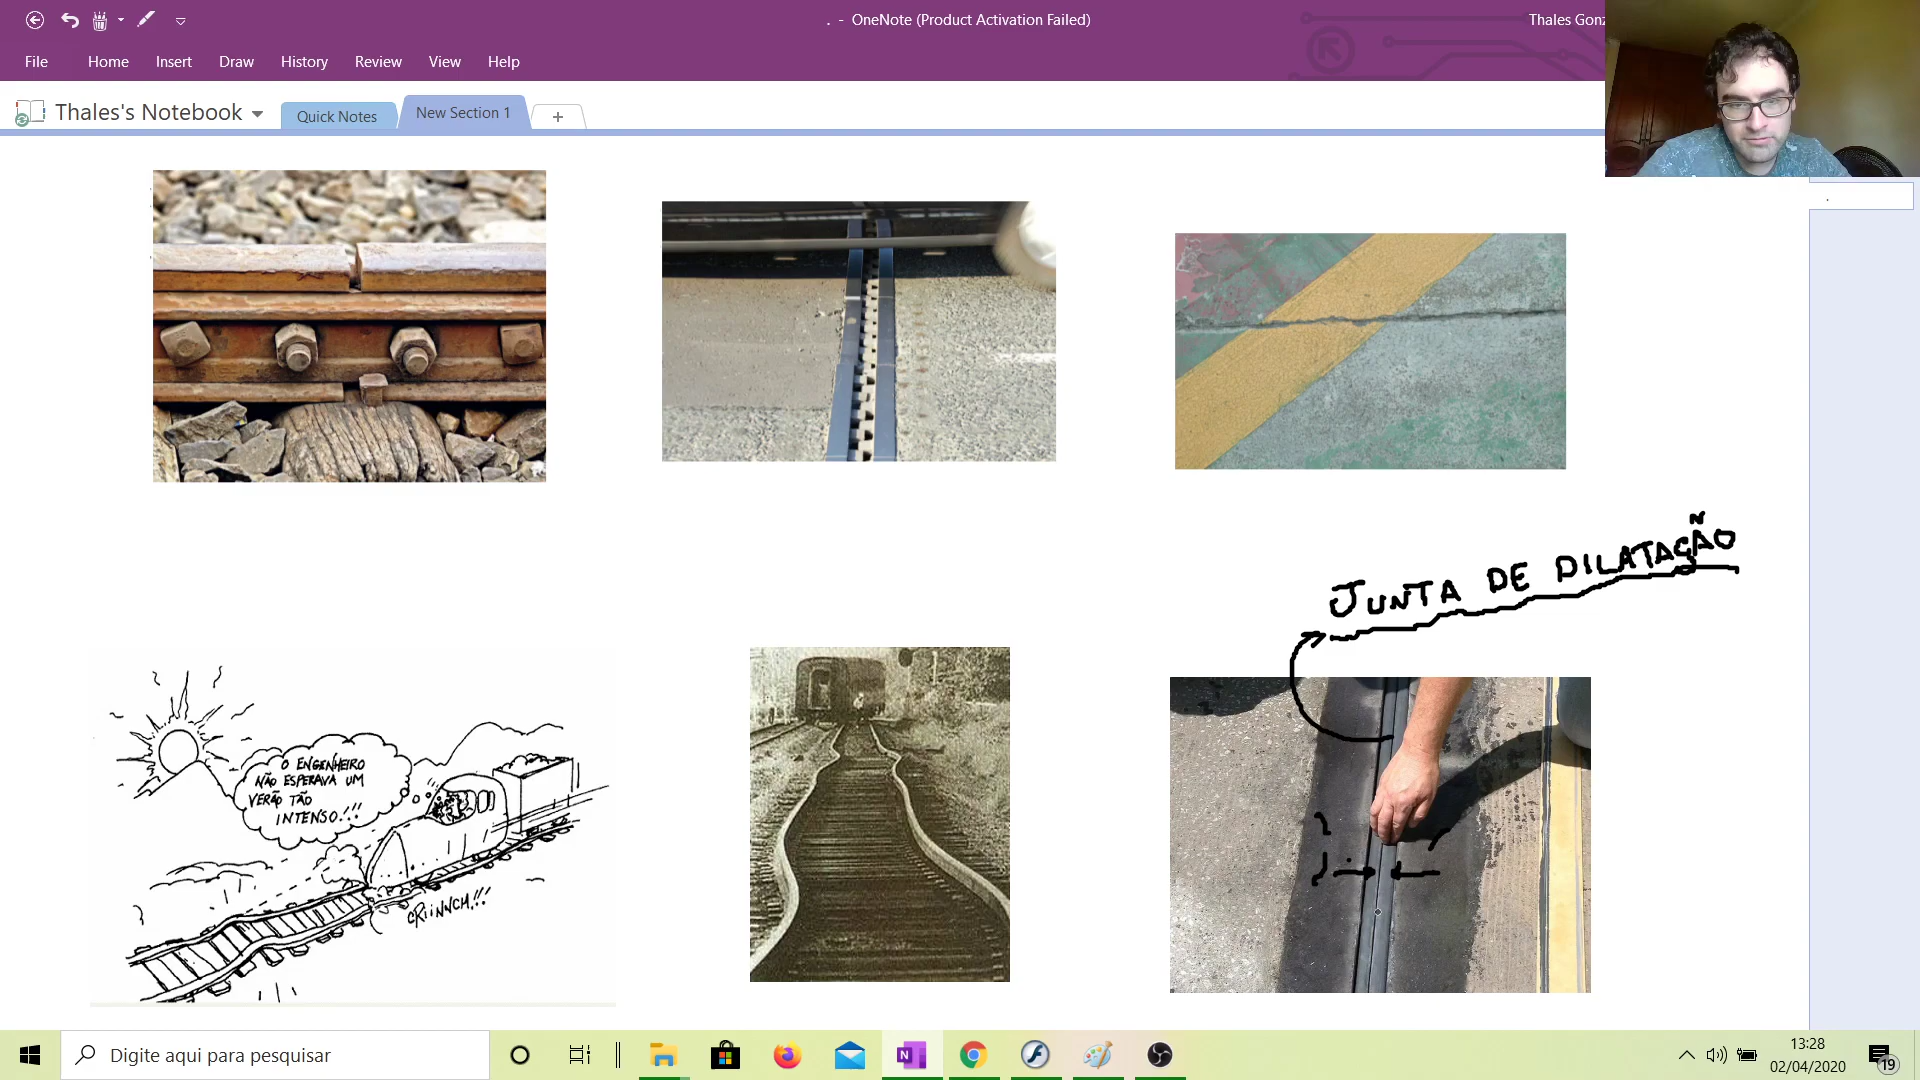 . - OneNote (Product Activation Failed)
Thales Gonz
File Home Insert Draw History Review View Help
Thales's Notebook
Quick Notes
New Section 1
+
.
JUNTA DE DILATAÇÃO
O ENGENHEIRO
NÃO ESPERAVA UM
VERÃO TÃO
INTENSO!!!
CRIINNCH!!!
Digite aqui para pesquisar
13:28
02/04/2020
19